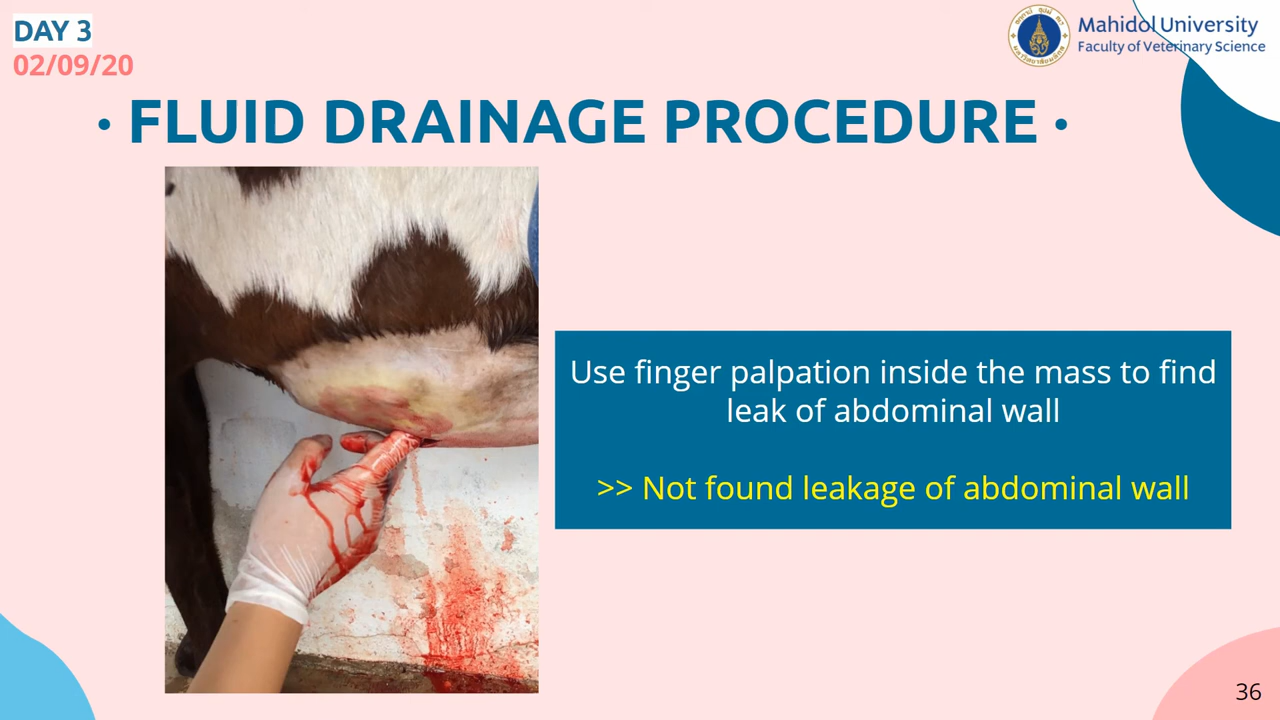 DAY 3
02/09/20
Mahidol University
Faculty of Veterinary Science
• FLUID DRAINAGE PROCEDURE •
Use finger palpation inside the mass to find
leak of abdominal wall
>> Not found leakage of abdominal wall
36